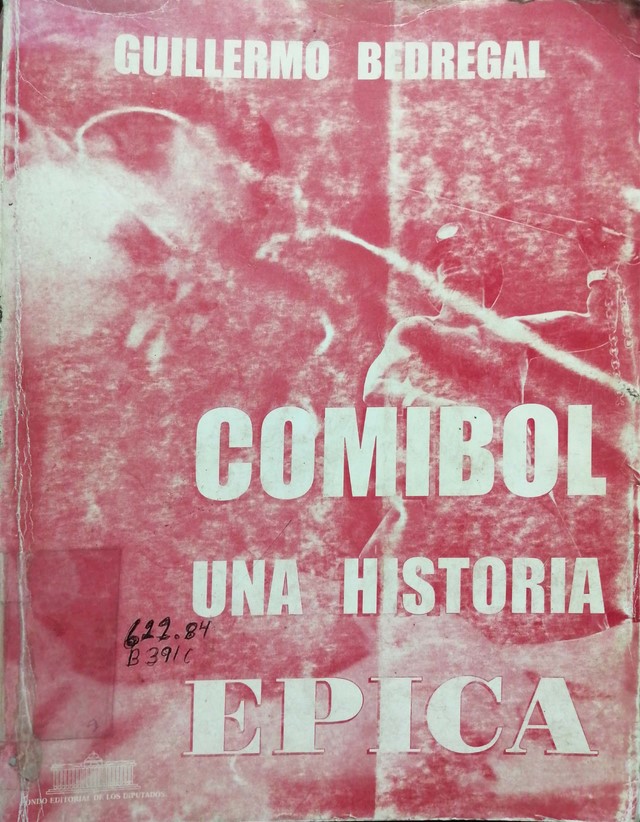 GUILLERMO BEDREGAL
COMIBOL
UNA HISTORIA
622.84
B391c
EPICA
FONDO EDITORIAL DE LOS DIPUTADOS